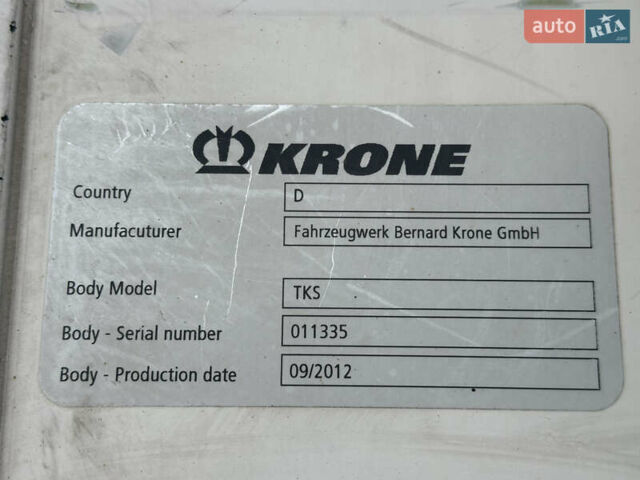 auto RIA.com
KRONE
Country D
Manufacuturer Fahrzeugwerk Bernard Krone GmbH
Body Model TKS
Body - Serial number 011335
Body - Production date 09/2012